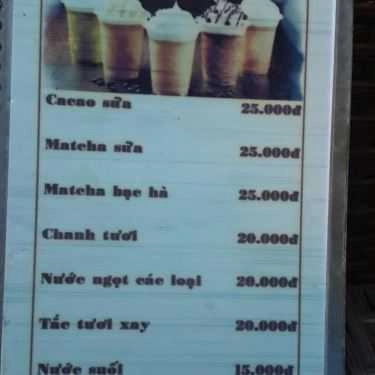 Cacao sữa 25.000đ
Matcha sữa 25.000đ
Matcha bạc hà 25.000đ
Chanh tươi 20.000đ
Nước ngọt các loại 20.000đ
Tắc tươi xay 20.000đ
Nước suối 15.000đ